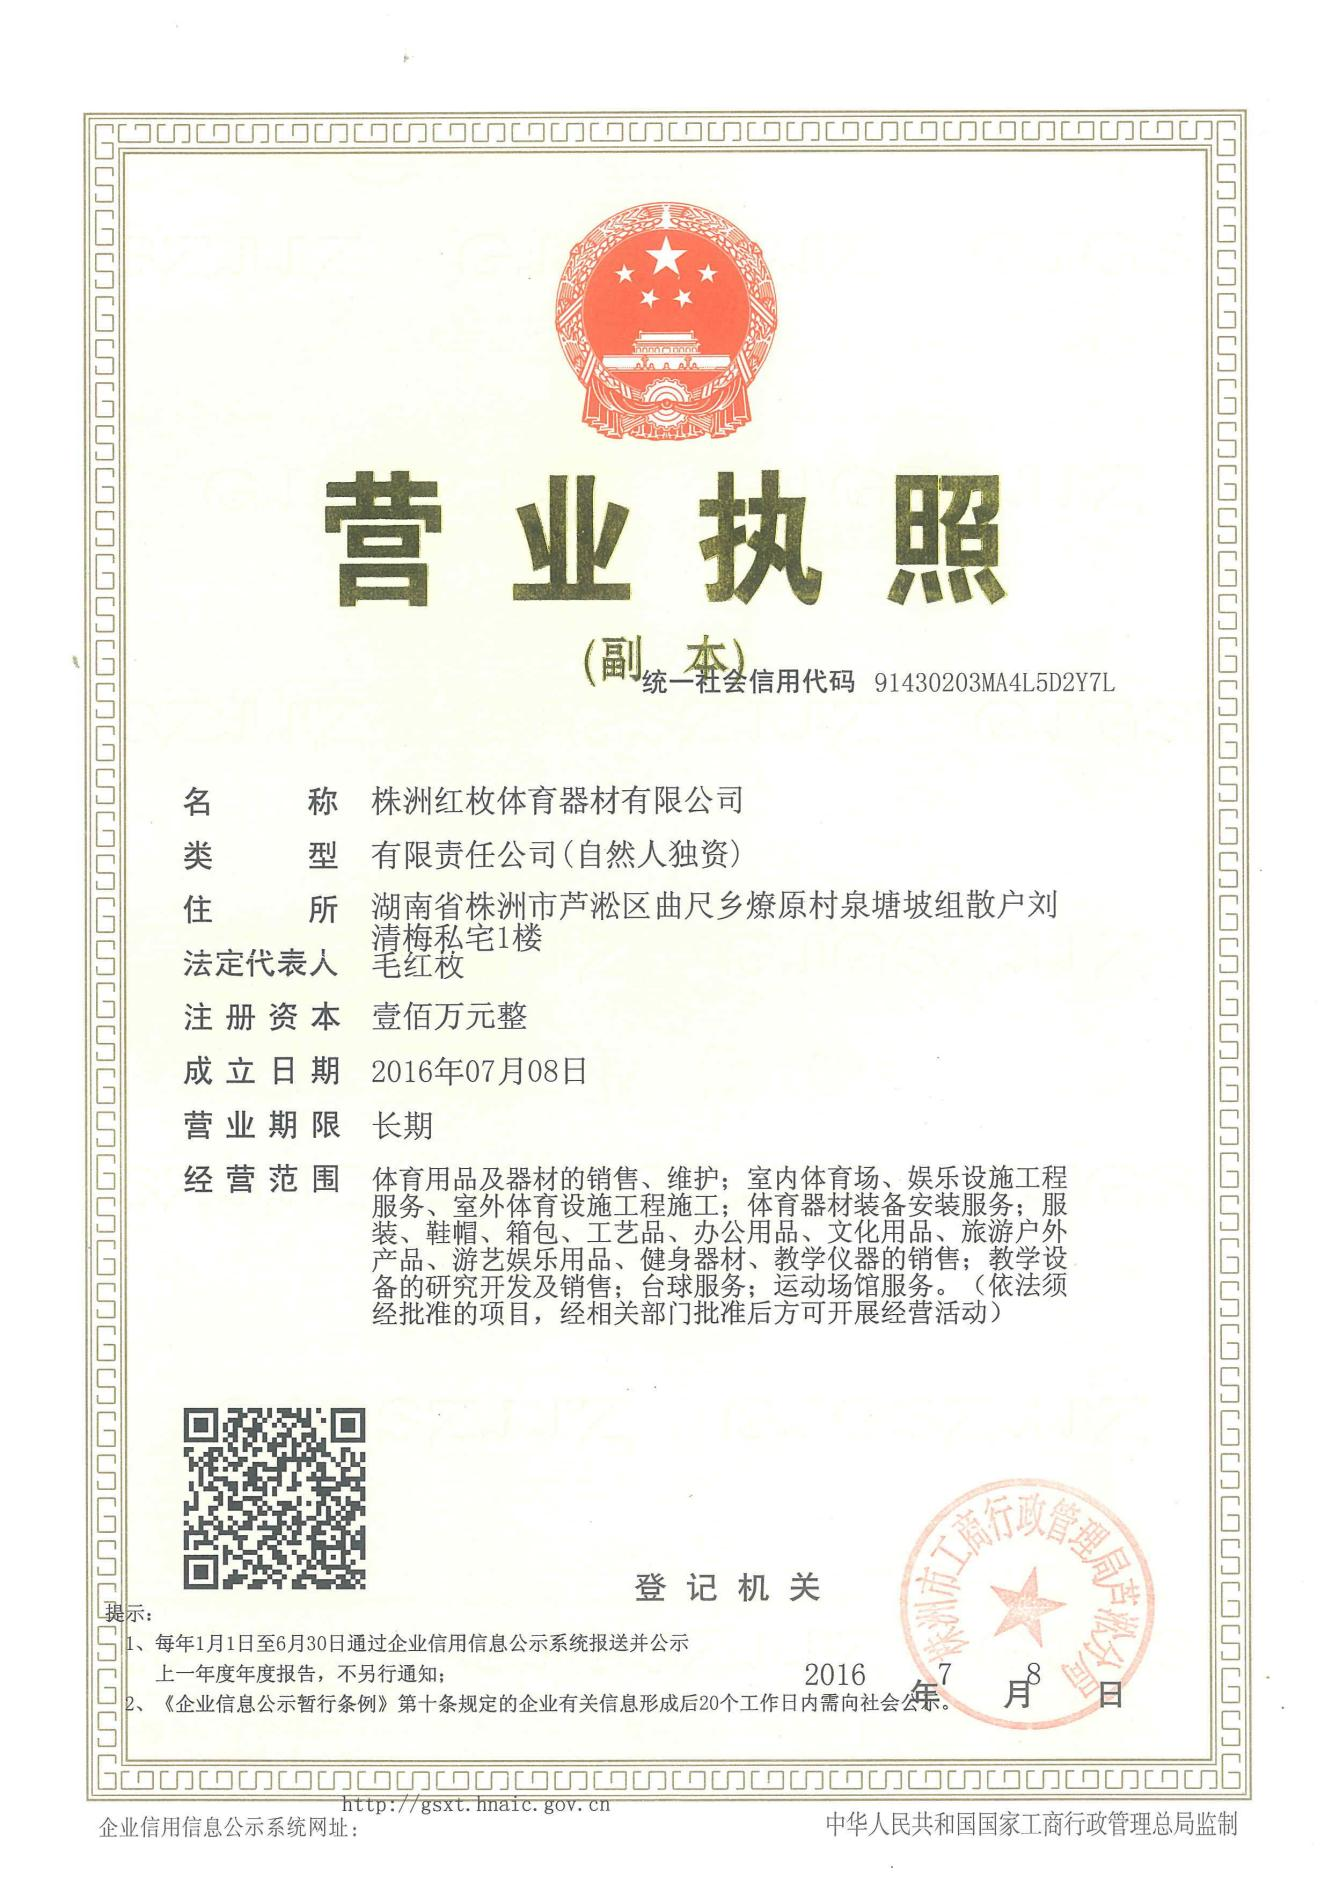 营业执照
(副 本)
统一社会信用代码 91430203MA4L5D2Y7L
名 称 株洲红枚体育器材有限公司
类 型 有限责任公司(自然人独资)
住 所 湖南省株洲市芦淞区曲尺乡燎原村泉塘坡组散户刘
清梅私宅1楼
法定代表人 毛红枚
注册资本 壹佰万元整
成立日期 2016年07月08日
营业期限 长期
经营范围 体育用品及器材的销售、维护；室内体育场、娱乐设施工程
服务、室外体育设施工程施工；体育器材装备安装服务；服
装、鞋帽、箱包、工艺品、办公用品、文化用品、旅游户外
产品、游艺娱乐用品、健身器材、教学仪器的销售；教学设
备的研究开发及销售；台球服务；运动场馆服务。（依法须
经批准的项目，经相关部门批准后方可开展经营活动）
登记机关
株洲市工商行政管理局芦淞分局
2016年7月8日
提示：
1、每年1月1日至6月30日通过企业信用信息公示系统报送并公示
上一年度年度报告，不另行通知；
2、《企业信息公示暂行条例》第十条规定的企业有关信息形成后20个工作日内需向社会公示。
http://gsxt.hnaic.gov.cn
企业信用信息公示系统网址：
中华人民共和国国家工商行政管理总局监制